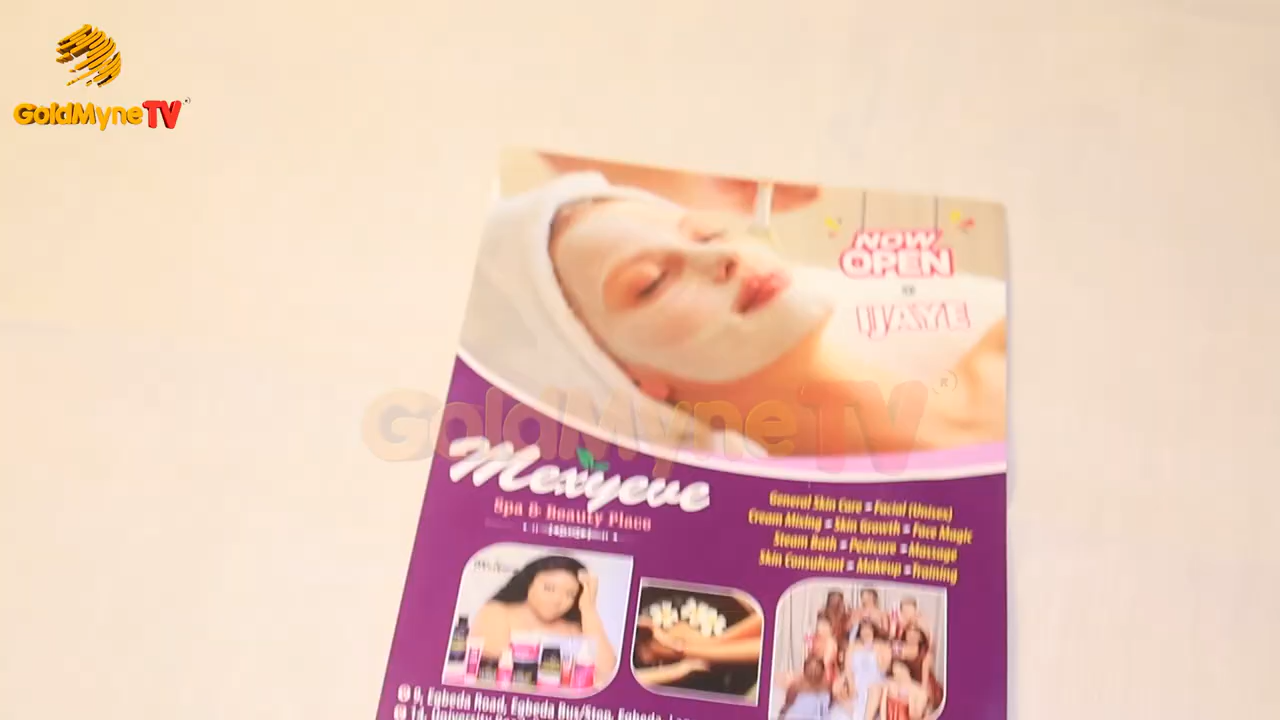 GoldMyneTV
NOW
OPEN
@
IJAYE
GoldMyneTV
Mexyeve
Spa & Beauty Place
General Skin Care Facial (Unisex)
Cream Mixing Skin Growth Face Magic
Steam Bath Pedicure Massage
Skin Consultant Makeup Training
9, Egbeda Road, Egbeda Bus/Stop, Egbeda,
University